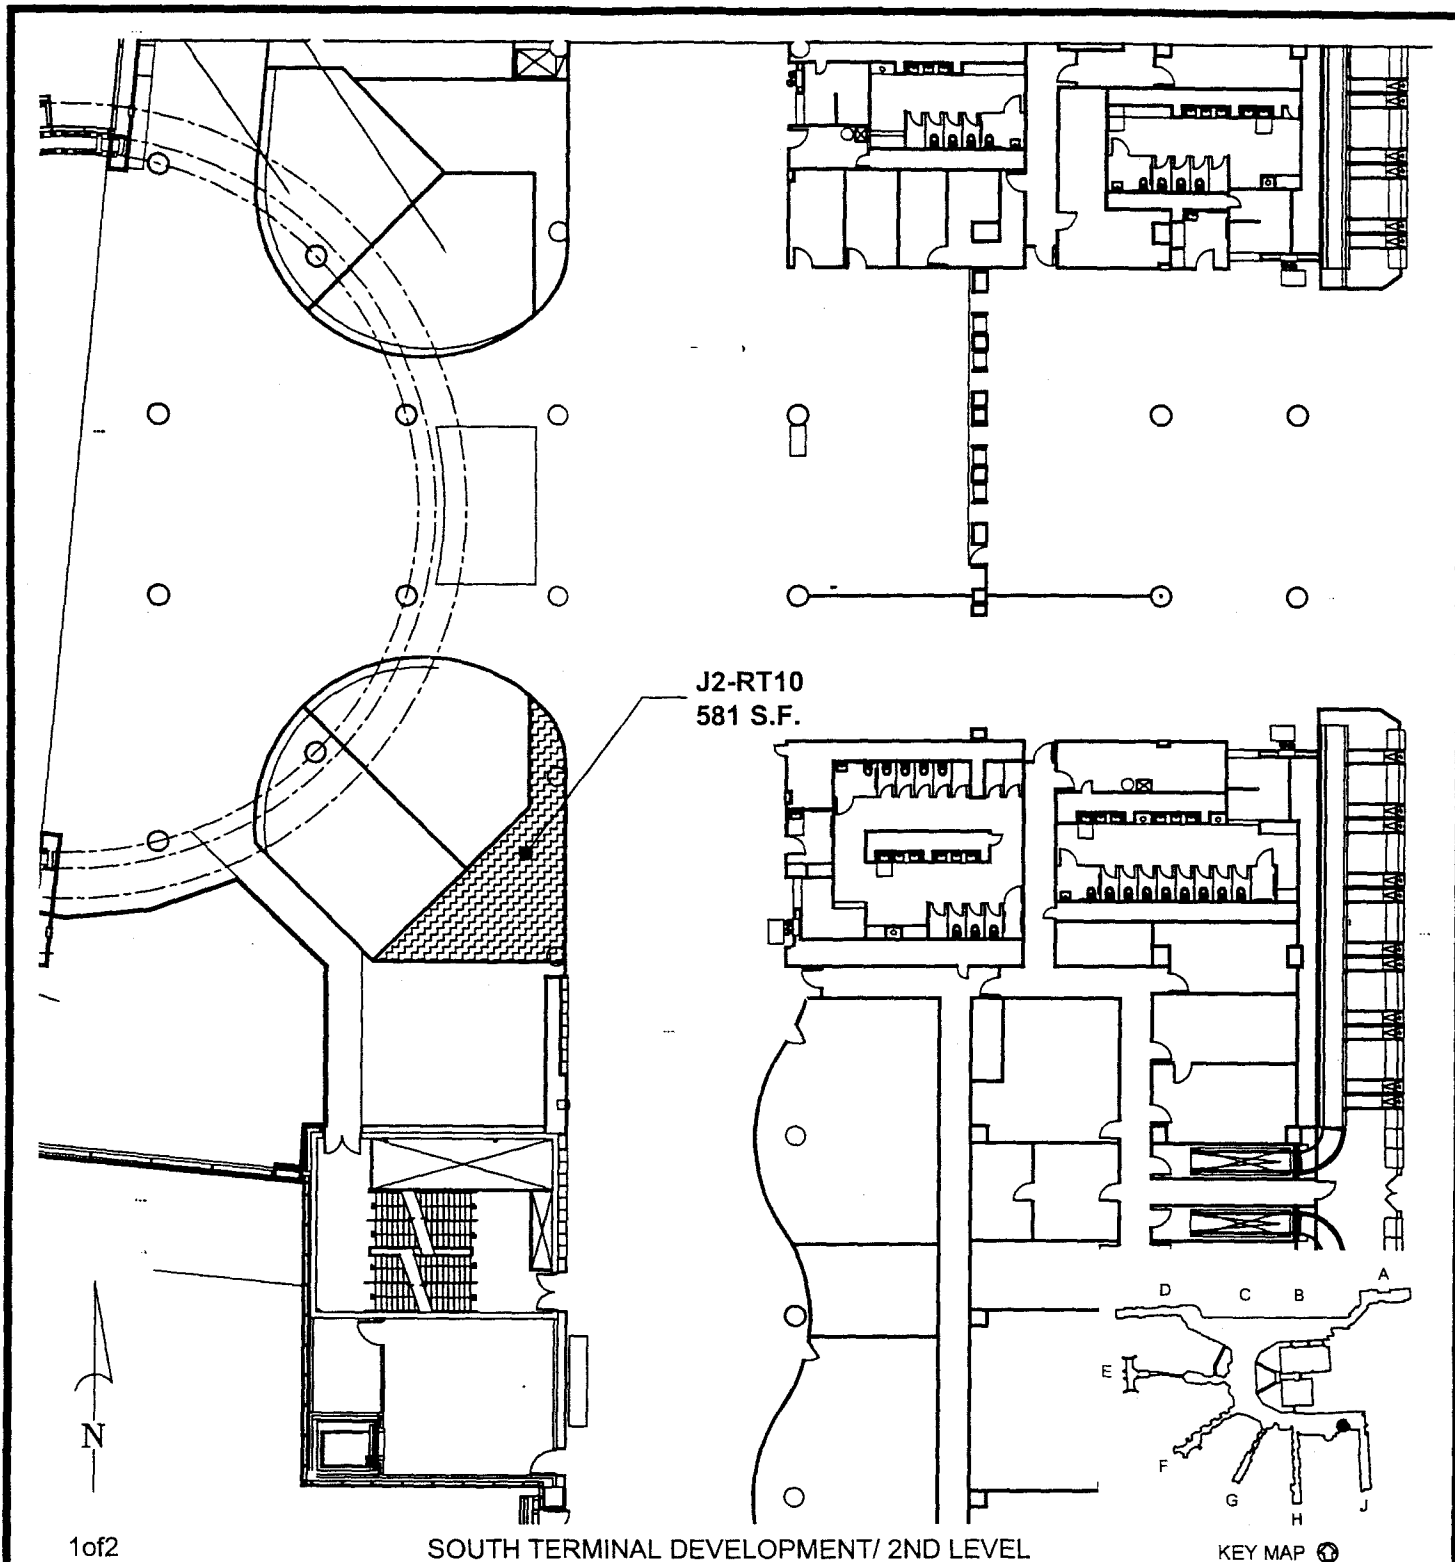 J2-RT10
581 S.F.
A
D
C
B
E
F
G
H
J
N
1of2
SOUTH TERMINAL DEVELOPMENT/ 2ND LEVEL
KEY MAP